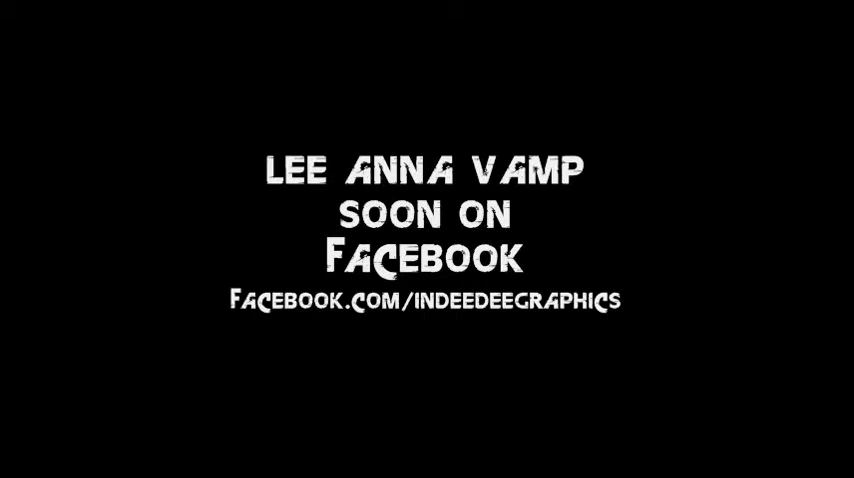 LEE ANNA VAMP
SOON ON
FACEBOOK
FACEBOOK.COM/INDEEDEEGRAPHICS